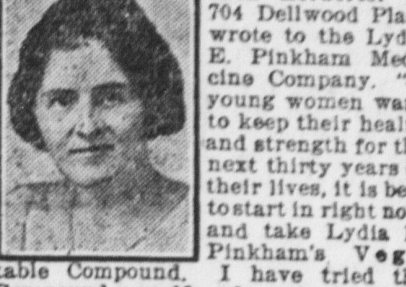 704 Dellwood Pla
wrote to the Lyd
E. Pinkham Med
cine Company. "
young women wa
to keep their heal
and strength for th
next thirty years
their lives, it is be
to start in right no
and take Lydia
Pinkham's Veg
table Compound. I have tried th